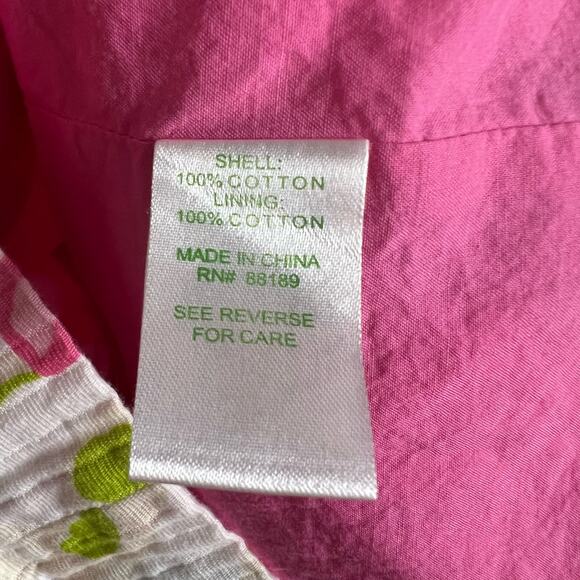 SHELL:
100% COTTON
LINING:
100% COTTON
MADE IN CHINA
RN# 88189
SEE REVERSE
FOR CARE